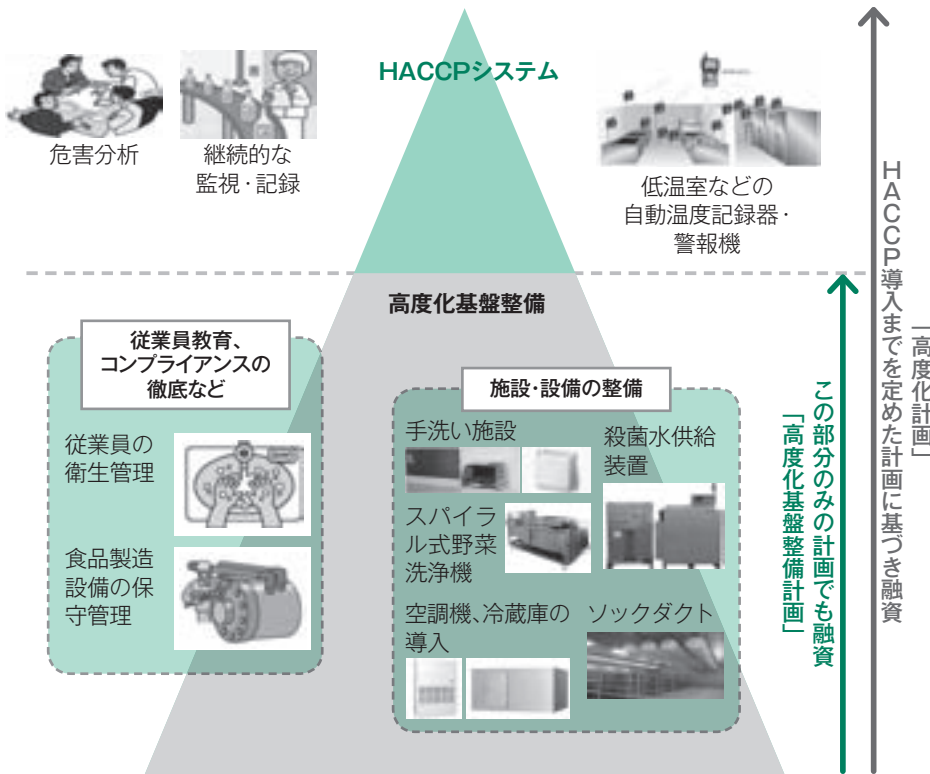 HACCPシステム
危害分析
継続的な
監視・記録
低温室などの
自動温度記録器・
警報機
高度化基盤整備
従業員教育、
コンプライアンスの
徹底など
従業員の
衛生管理
食品製造
設備の保
守管理
施設・設備の整備
手洗い施設
殺菌水供給
装置
スパイラ
ル式野菜
洗浄機
空調機、冷蔵庫の
導入
ソックダクト
この部分のみの計画でも融資
「高度化基盤整備計画」
「高度化計画」
HACCP導入までを定めた計画に基づき融資